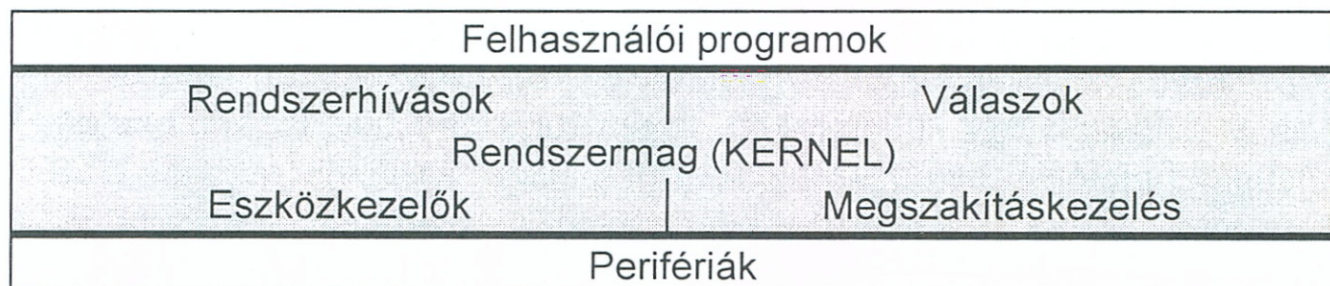 Felhasználói programok
Rendszerhívások
Válaszok
Rendszermag (KERNEL)
Eszközkezelők
Megszakításkezelés
Perifériák